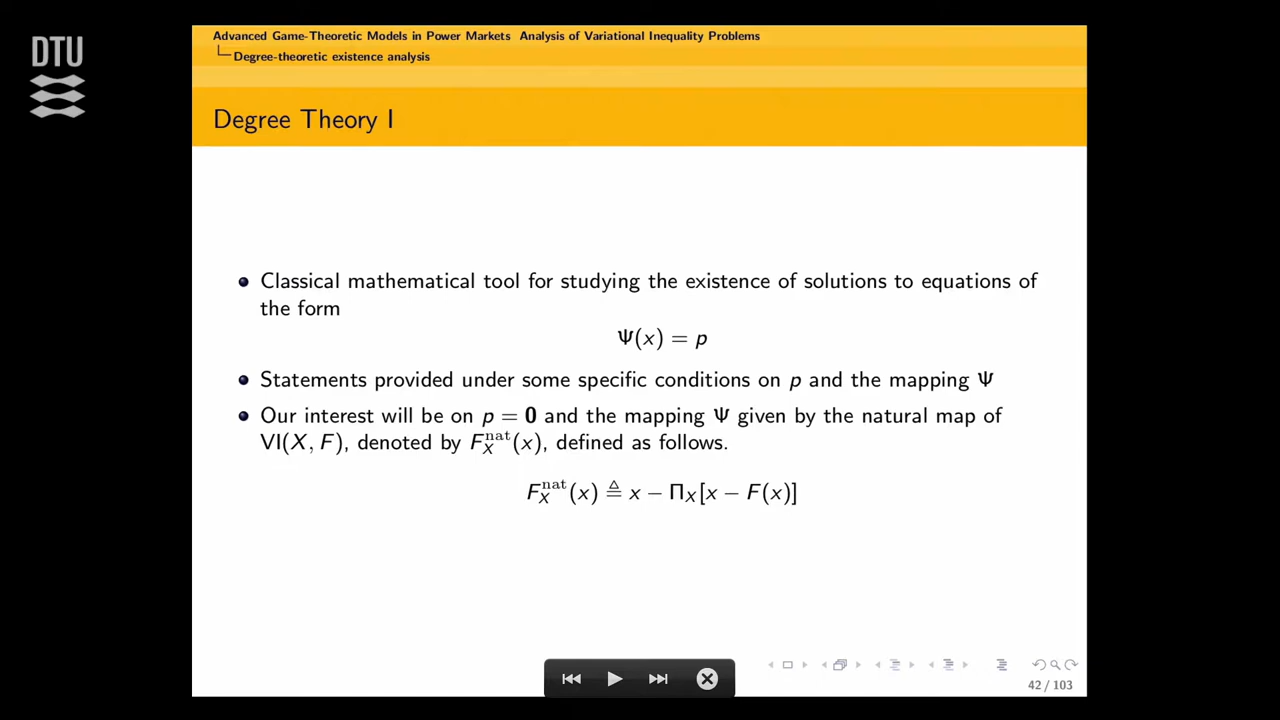 DTU
Advanced Game-Theoretic Models in Power Markets Analysis of Variational Inequality Problems
Degree-theoretic existence analysis
Degree Theory I
Classical mathematical tool for studying the existence of solutions to equations of
the form
Ψ(x) = p
Statements provided under some specific conditions on p and the mapping Ψ
Our interest will be on p = 0 and the mapping Ψ given by the natural map of
VI(X, F), denoted by F_X^nat(x), defined as follows.
F_X^nat(x) ≜ x − Π_X[x − F(x)]
42 / 103